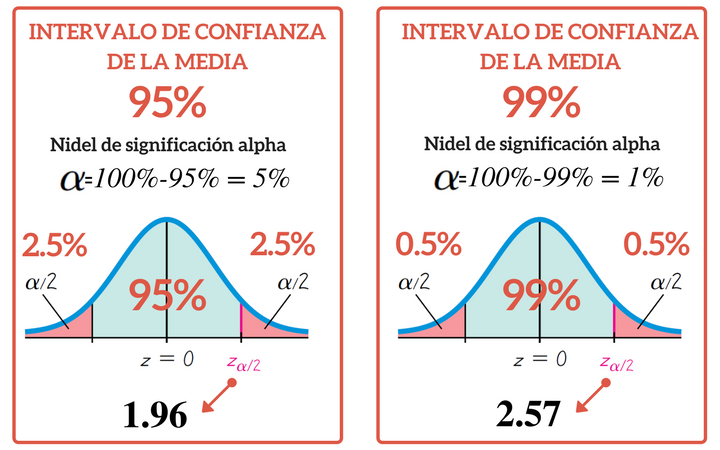 INTERVALO DE CONFIANZA
DE LA MEDIA
95%
Nidel de significación alpha
α=100%-95% = 5%
2.5%
2.5%
α/2
α/2
95%
z = 0
zα/2
1.96
INTERVALO DE CONFIANZA
DE LA MEDIA
99%
Nidel de significación alpha
α=100%-99% = 1%
0.5%
0.5%
α/2
α/2
99%
z = 0
zα/2
2.57